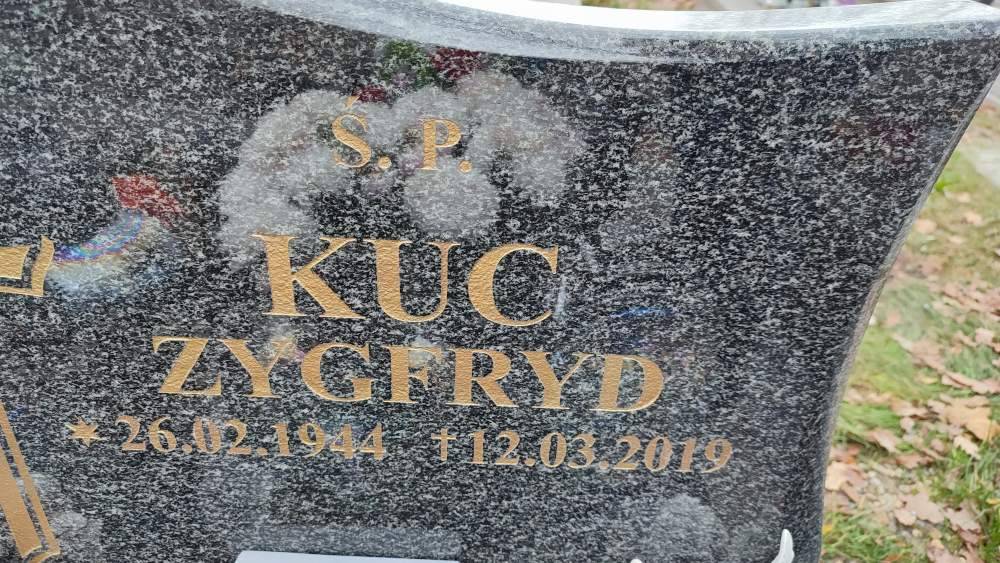 Ś. P.
KUC
ZYGFRYD
* 26.02.1944 †12.03.2019